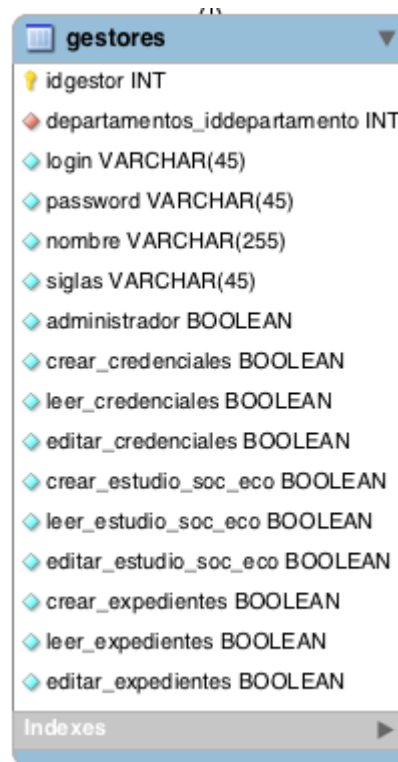 gestores
idgestor INT
departamentos_iddepartamento INT
login VARCHAR(45)
password VARCHAR(45)
nombre VARCHAR(255)
siglas VARCHAR(45)
administrador BOOLEAN
crear_credenciales BOOLEAN
leer_credenciales BOOLEAN
editar_credenciales BOOLEAN
crear_estudio_soc_eco BOOLEAN
leer_estudio_soc_eco BOOLEAN
editar_estudio_soc_eco BOOLEAN
crear_expedientes BOOLEAN
leer_expedientes BOOLEAN
editar_expedientes BOOLEAN
Indexes